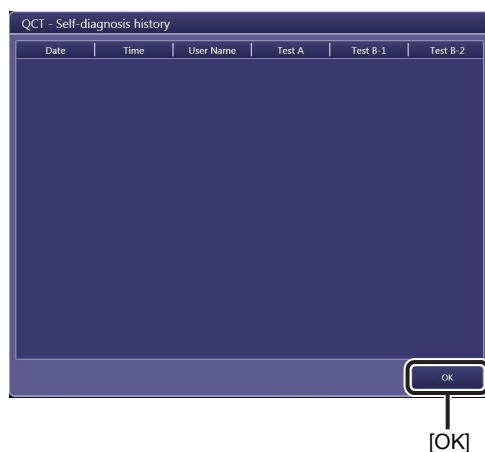 QCT - Self-diagnosis history
Date Time User Name Test A Test B-1 Test B-2
OK
[OK]